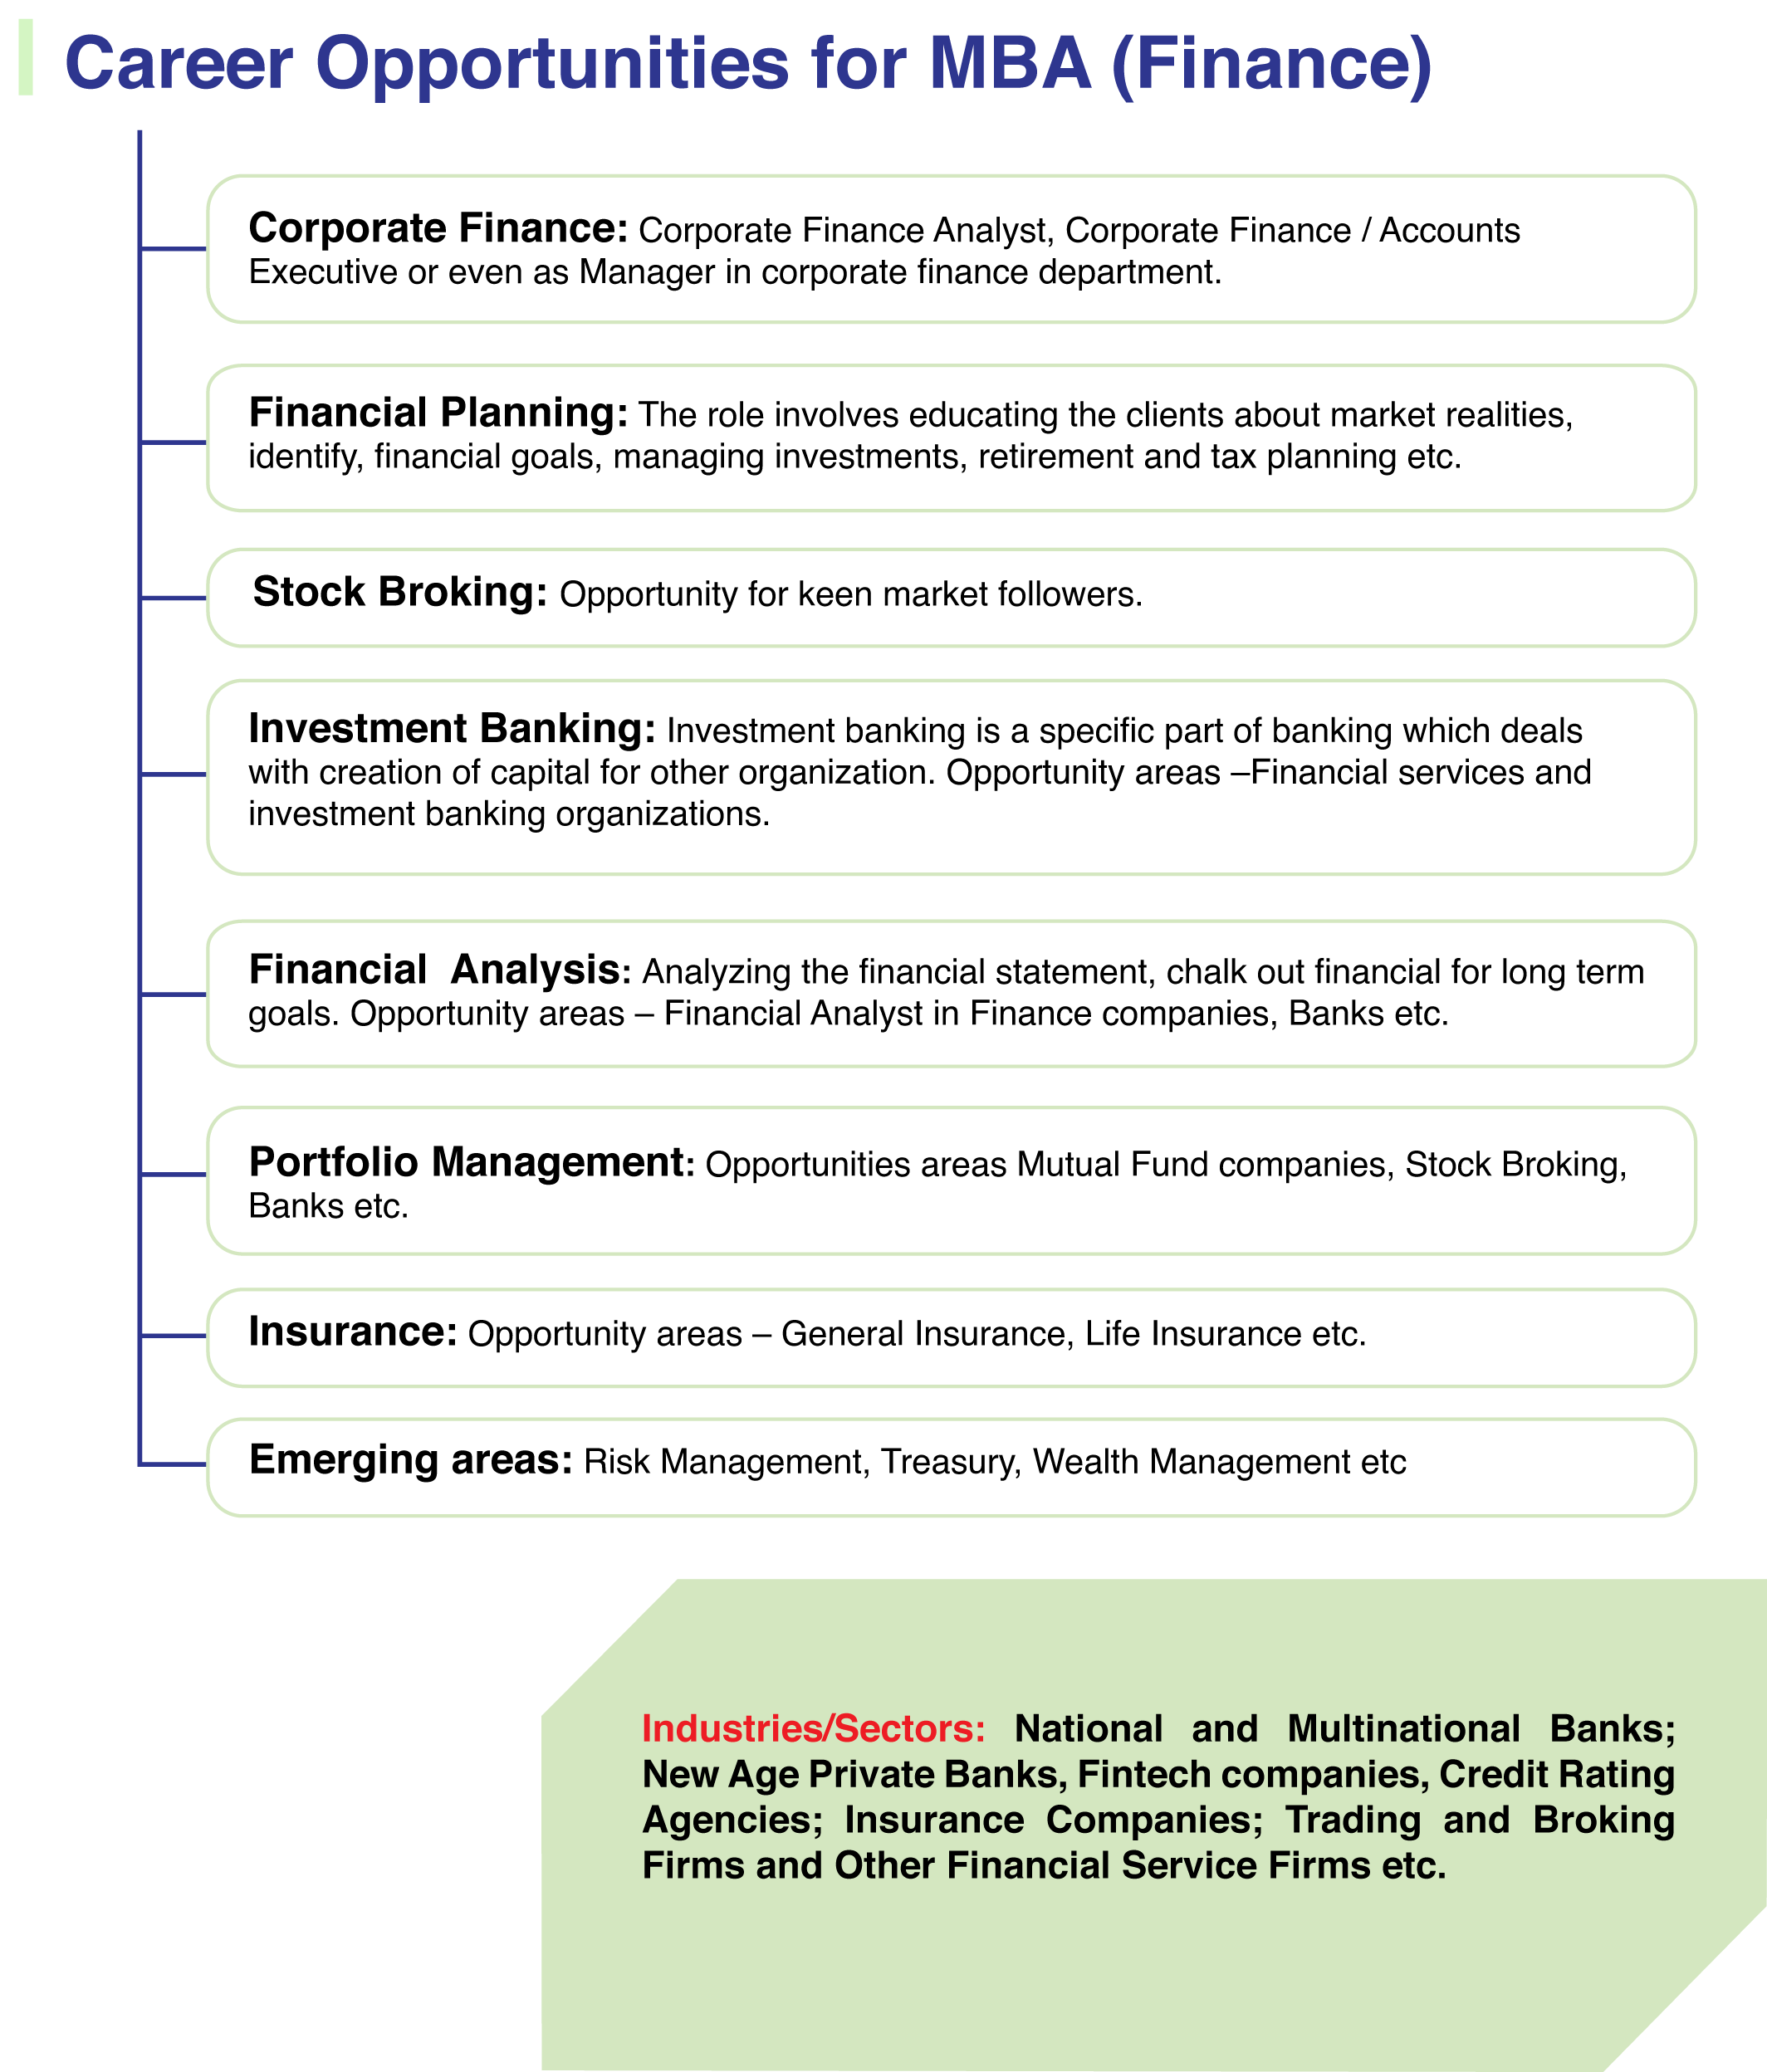 Career Opportunities for MBA (Finance)
Corporate Finance: Corporate Finance Analyst, Corporate Finance / Accounts
Executive or even as Manager in corporate finance department.
Financial Planning: The role involves educating the clients about market realities,
identify, financial goals, managing investments, retirement and tax planning etc.
Stock Broking: Opportunity for keen market followers.
Investment Banking: Investment banking is a specific part of banking which deals
with creation of capital for other organization. Opportunity areas –Financial services and
investment banking organizations.
Financial Analysis: Analyzing the financial statement, chalk out financial for long term
goals. Opportunity areas – Financial Analyst in Finance companies, Banks etc.
Portfolio Management: Opportunities areas Mutual Fund companies, Stock Broking,
Banks etc.
Insurance: Opportunity areas – General Insurance, Life Insurance etc.
Emerging areas: Risk Management, Treasury, Wealth Management etc
Industries/Sectors: National and Multinational Banks;
New Age Private Banks, Fintech companies, Credit Rating
Agencies; Insurance Companies; Trading and Broking
Firms and Other Financial Service Firms etc.